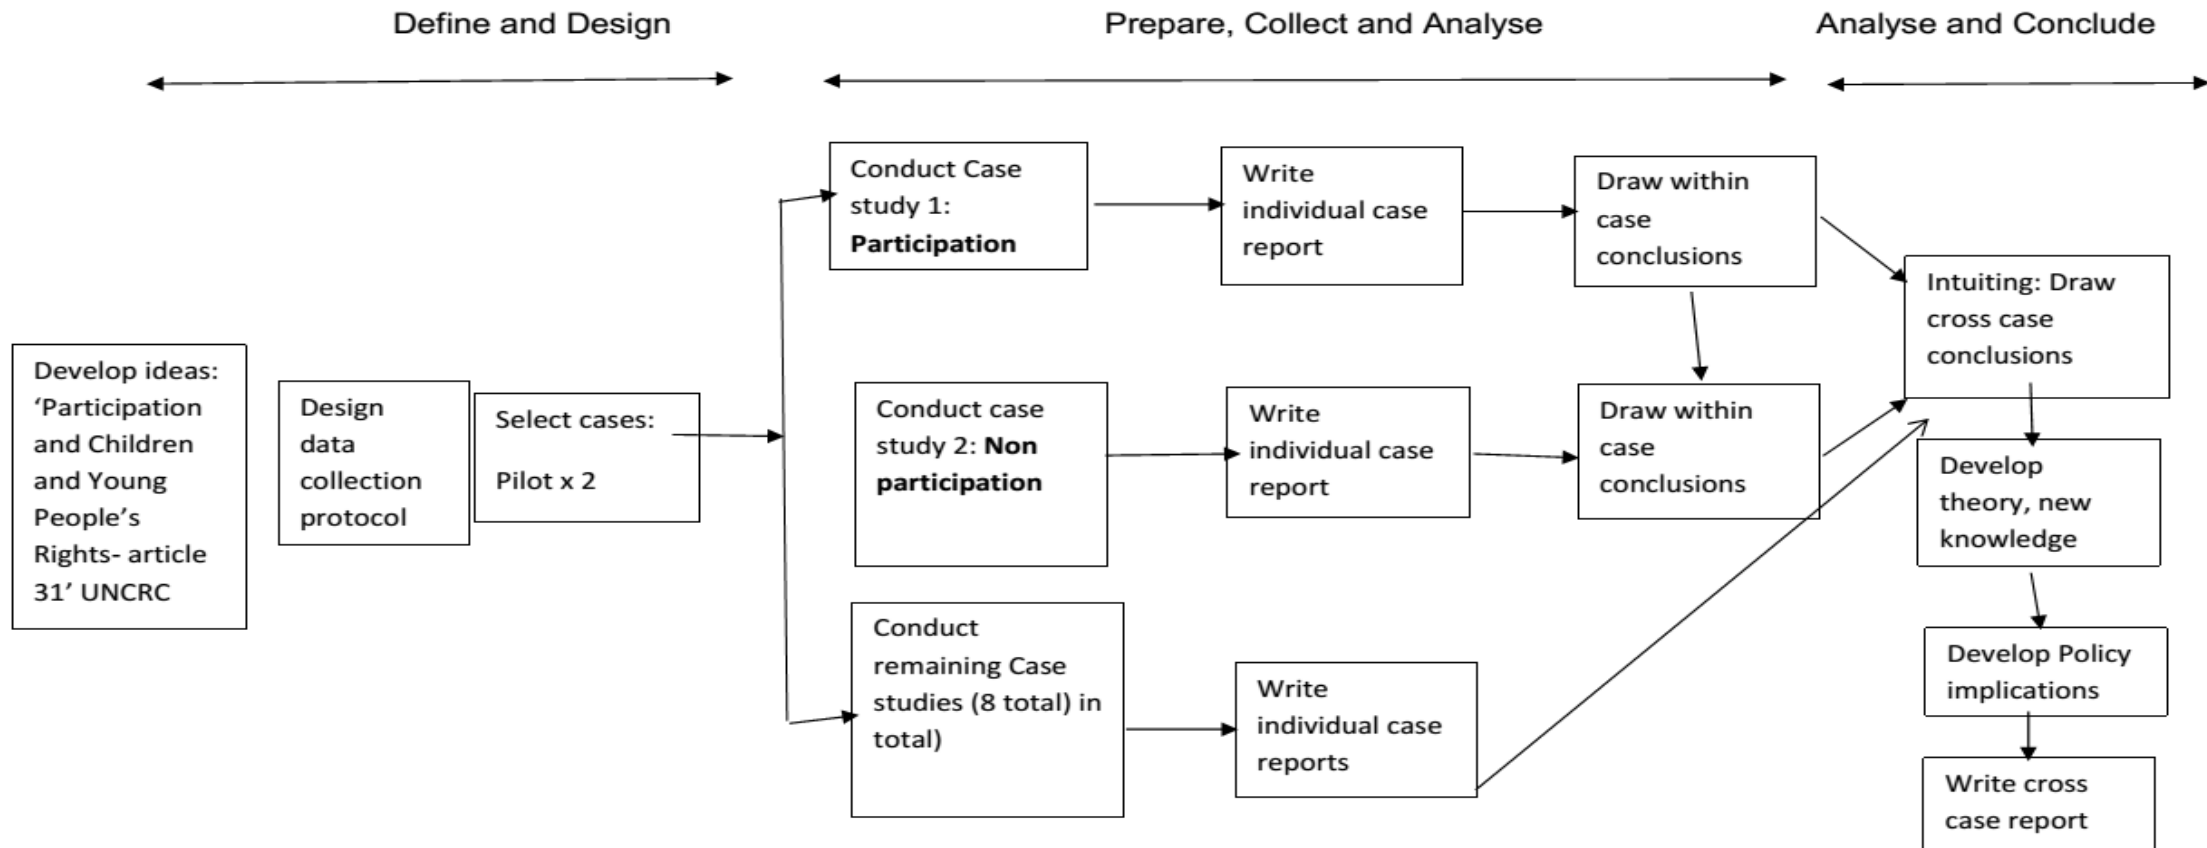 Define and Design
Prepare, Collect and Analyse
Analyse and Conclude
Develop ideas:
‘Participation
and Children
and Young
People’s
Rights- article
31’ UNCRC
Design
data
collection
protocol
Select cases:
Pilot x 2
Conduct Case
study 1:
Participation
Write
individual case
report
Draw within
case
conclusions
Conduct case
study 2: Non
participation
Write
individual case
report
Draw within
case
conclusions
Conduct
remaining Case
studies (8 total) in
total)
Write
individual case
reports
Intuiting: Draw
cross case
conclusions
Develop
theory, new
knowledge
Develop Policy
implications
Write cross
case report